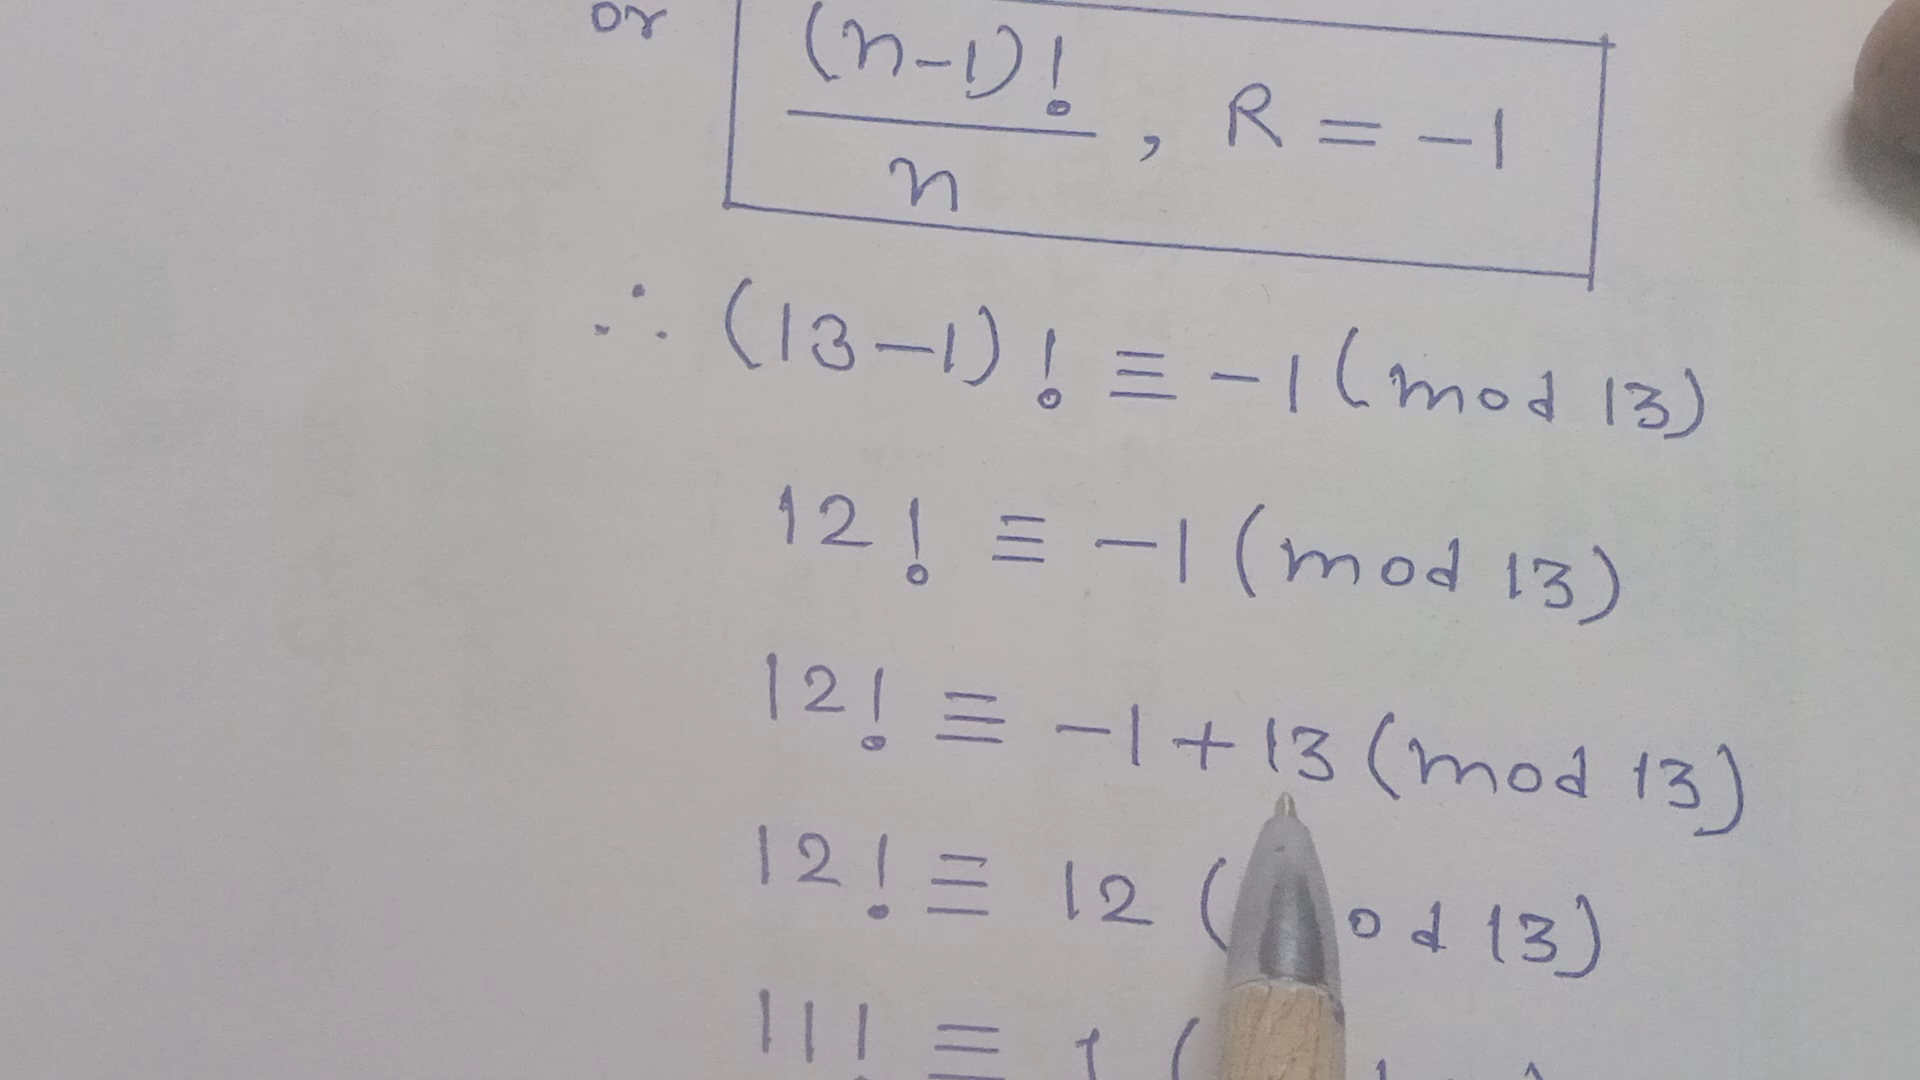 or (n-1)!/n , R = -1
∴ (13-1)! ≡ -1 (mod 13)
12! ≡ -1 (mod 13)
12! ≡ -1+13 (mod 13)
12! ≡ 12 ( od 13)
11! ≡ 1 (